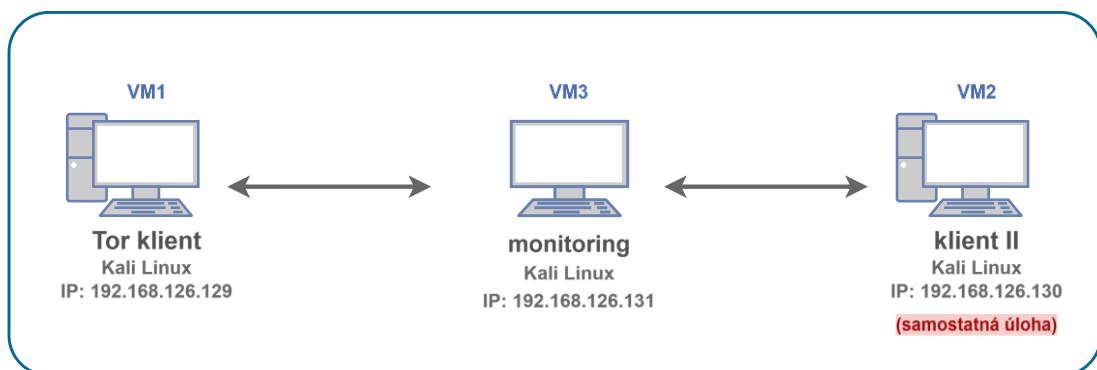 VM1
Tor klient
Kali Linux
IP: 192.168.126.129
VM3
monitoring
Kali Linux
IP: 192.168.126.131
VM2
klient II
Kali Linux
IP: 192.168.126.130
(samostatná úloha)